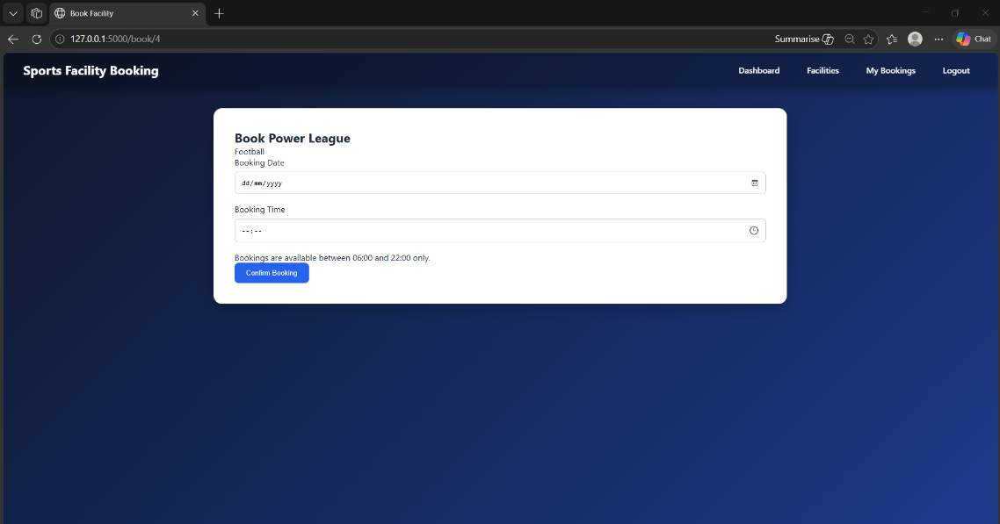 Book Facility
127.0.0.1:5000/book/4
Summarise
Chat
Sports Facility Booking
Dashboard Facilities My Bookings Logout
Book Power League
Football
Booking Date
dd/mm/yyyy
Booking Time
--:--
Bookings are available between 06:00 and 22:00 only.
Confirm Booking